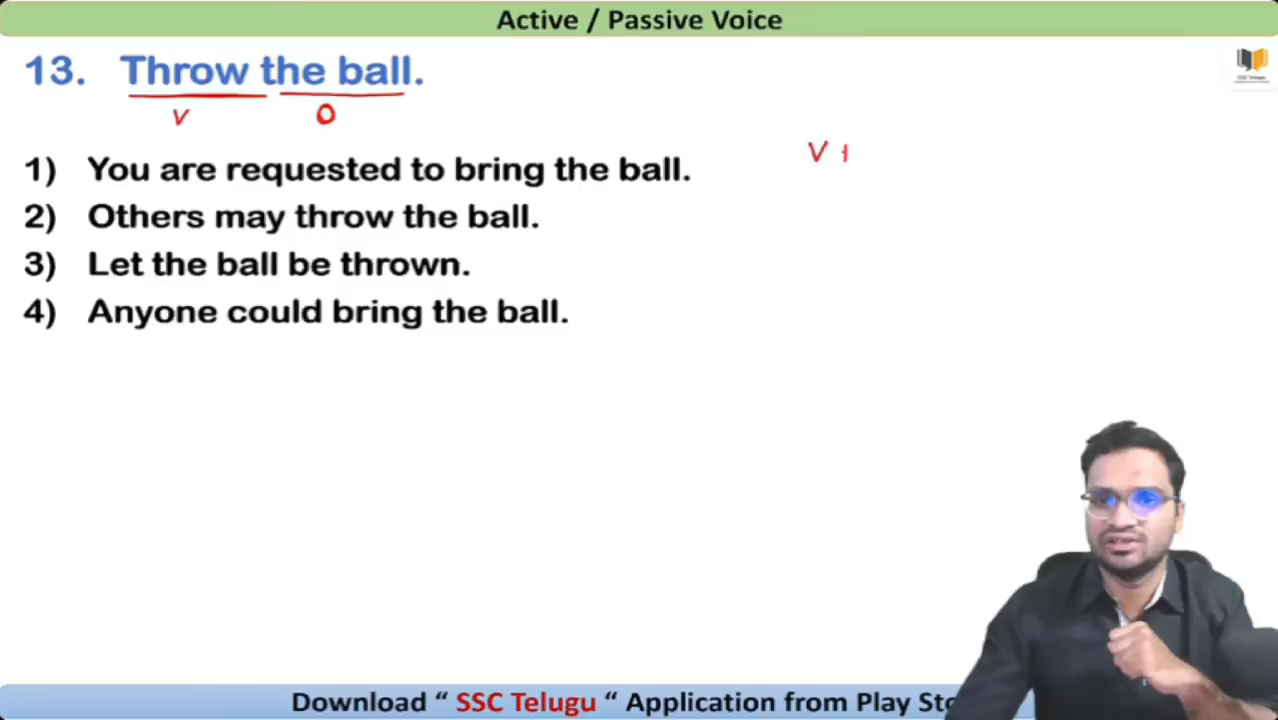 Active / Passive Voice
13. Throw the ball.
V O
V +
1) You are requested to bring the ball.
2) Others may throw the ball.
3) Let the ball be thrown.
4) Anyone could bring the ball.
SSC Telugu
Download “ SSC Telugu “ Application from Play Sto